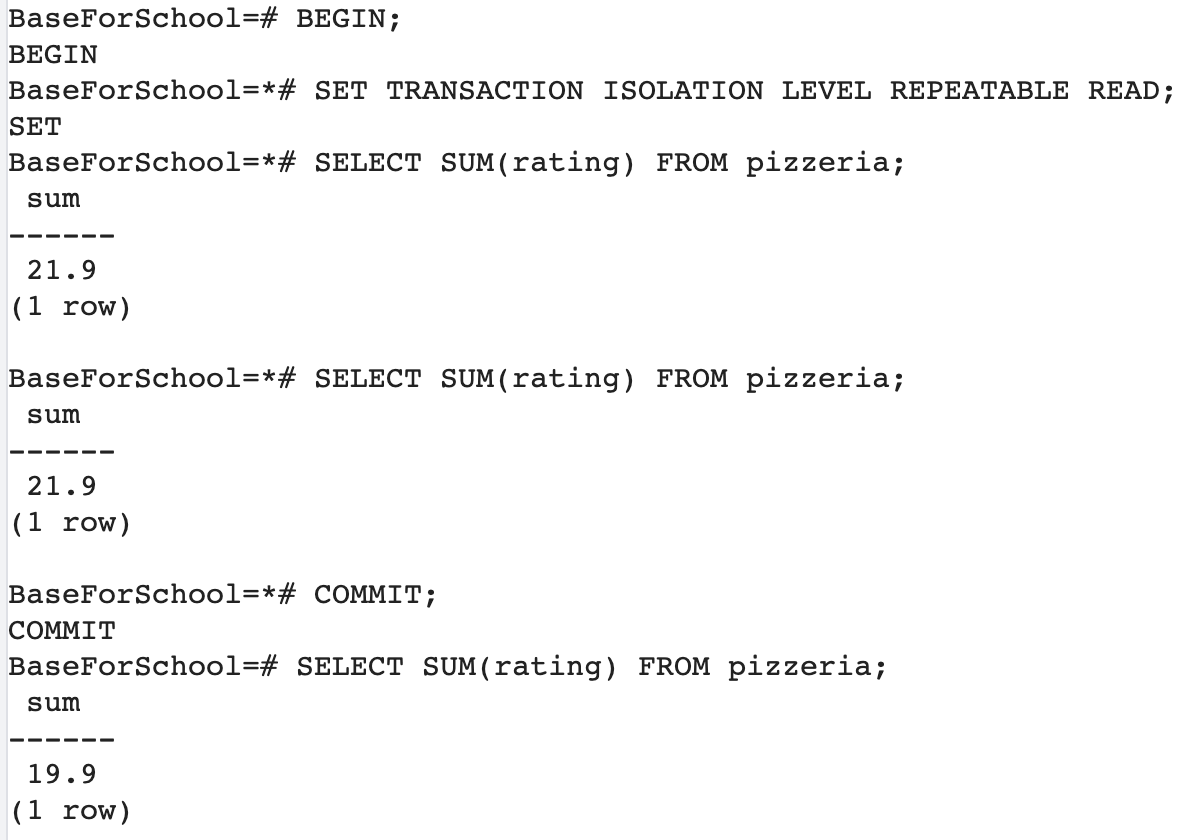 BaseForSchool=# BEGIN;
BEGIN
BaseForSchool=*# SET TRANSACTION ISOLATION LEVEL REPEATABLE READ;
SET
BaseForSchool=*# SELECT SUM(rating) FROM pizzeria;
 sum
------
 21.9
(1 row)

BaseForSchool=*# SELECT SUM(rating) FROM pizzeria;
 sum
------
 21.9
(1 row)

BaseForSchool=*# COMMIT;
COMMIT
BaseForSchool=# SELECT SUM(rating) FROM pizzeria;
 sum
------
 19.9
(1 row)